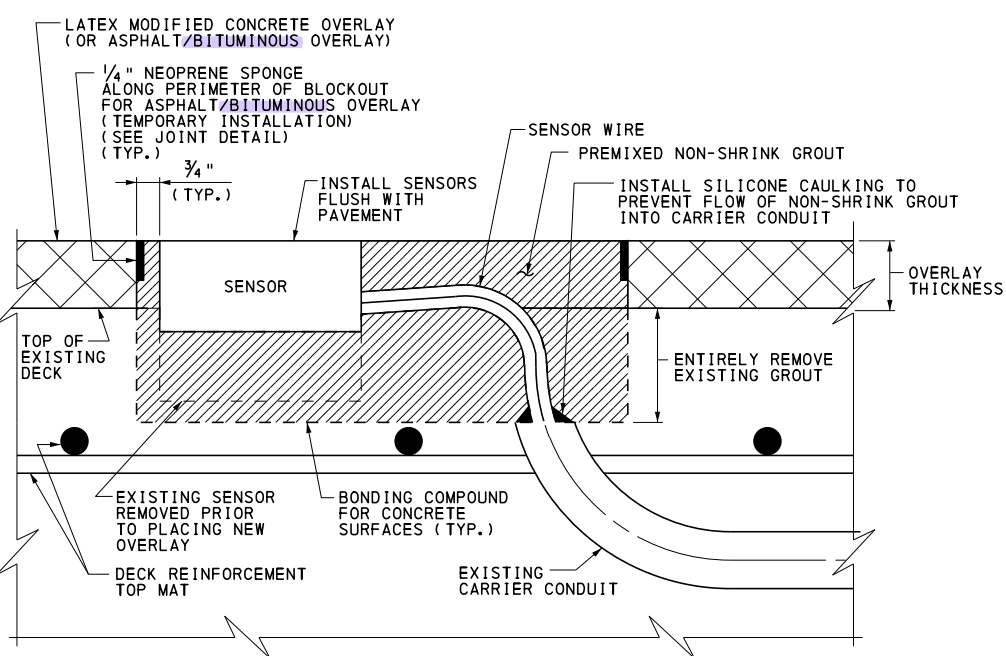 LATEX MODIFIED CONCRETE OVERLAY
(OR ASPHALT/BITUMINOUS OVERLAY)
1/4" NEOPRENE SPONGE
ALONG PERIMETER OF BLOCKOUT
FOR ASPHALT/BITUMINOUS OVERLAY
(TEMPORARY INSTALLATION)
(SEE JOINT DETAIL)
(TYP.)
3/4"
(TYP.)
INSTALL SENSORS
FLUSH WITH
PAVEMENT
SENSOR WIRE
PREMIXED NON-SHRINK GROUT
INSTALL SILICONE CAULKING TO
PREVENT FLOW OF NON-SHRINK GROUT
INTO CARRIER CONDUIT
SENSOR
OVERLAY
THICKNESS
TOP OF
EXISTING
DECK
ENTIRELY REMOVE
EXISTING GROUT
EXISTING SENSOR
REMOVED PRIOR
TO PLACING NEW
OVERLAY
BONDING COMPOUND
FOR CONCRETE
SURFACES (TYP.)
DECK REINFORCEMENT
TOP MAT
EXISTING
CARRIER CONDUIT